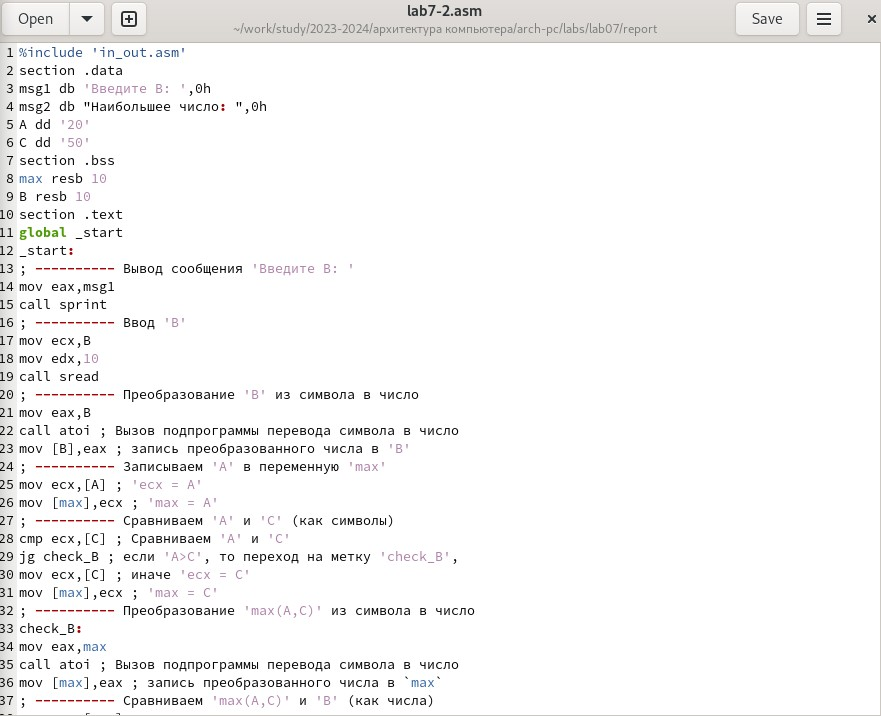 Open
lab7-2.asm
~/work/study/2023-2024/архитектура компьютера/arch-pc/labs/lab07/report
Save
1 %include 'in_out.asm'
2 section .data
3 msg1 db 'Введите B: ',0h
4 msg2 db "Наибольшее число: ",0h
5 A dd '20'
6 C dd '50'
7 section .bss
8 max resb 10
9 B resb 10
10 section .text
11 global _start
12 _start:
13 ; ---------- Вывод сообщения 'Введите B: '
14 mov eax,msg1
15 call sprint
16 ; ---------- Ввод 'B'
17 mov ecx,B
18 mov edx,10
19 call sread
20 ; ---------- Преобразование 'B' из символа в число
21 mov eax,B
22 call atoi ; Вызов подпрограммы перевода символа в число
23 mov [B],eax ; запись преобразованного числа в 'B'
24 ; ---------- Записываем 'A' в переменную 'max'
25 mov ecx,[A] ; 'ecx = A'
26 mov [max],ecx ; 'max = A'
27 ; ---------- Сравниваем 'A' и 'С' (как символы)
28 cmp ecx,[C] ; Сравниваем 'A' и 'С'
29 jg check_B ; если 'A>C', то переход на метку 'check_B',
30 mov ecx,[C] ; иначе 'ecx = C'
31 mov [max],ecx ; 'max = C'
32 ; ---------- Преобразование 'max(A,C)' из символа в число
33 check_B:
34 mov eax,max
35 call atoi ; Вызов подпрограммы перевода символа в число
36 mov [max],eax ; запись преобразованного числа в `max`
37 ; ---------- Сравниваем 'max(A,C)' и 'B' (как числа)